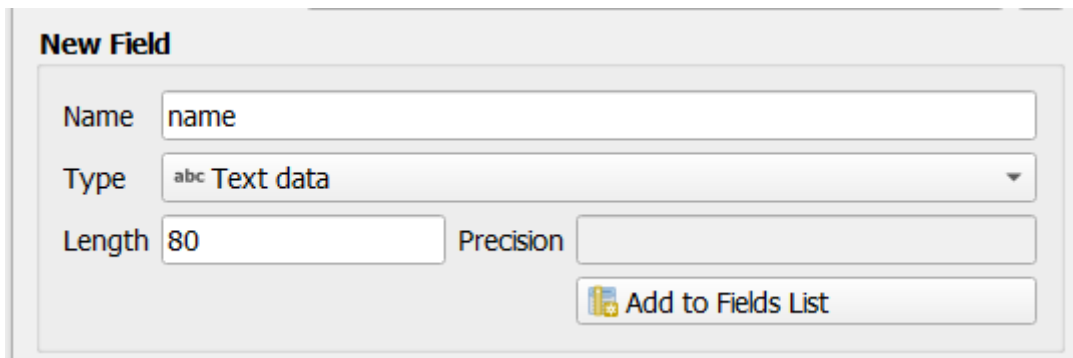 New Field
Name name
Type abc Text data
Length 80 Precision
Add to Fields List